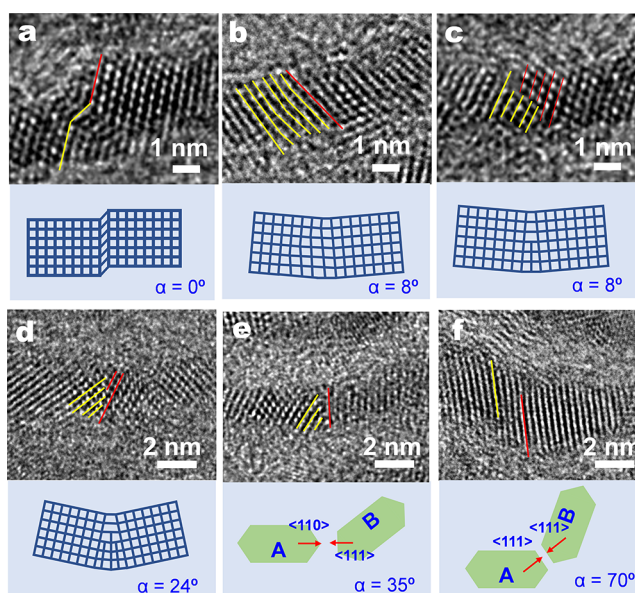 a
1 nm
b
1 nm
c
1 nm
α = 0º
α = 8º
α = 8º
d
2 nm
e
2 nm
f
2 nm
α = 24º
<110>
A
B
<111>
α = 35º
<111>
<111>
A
B
α = 70º